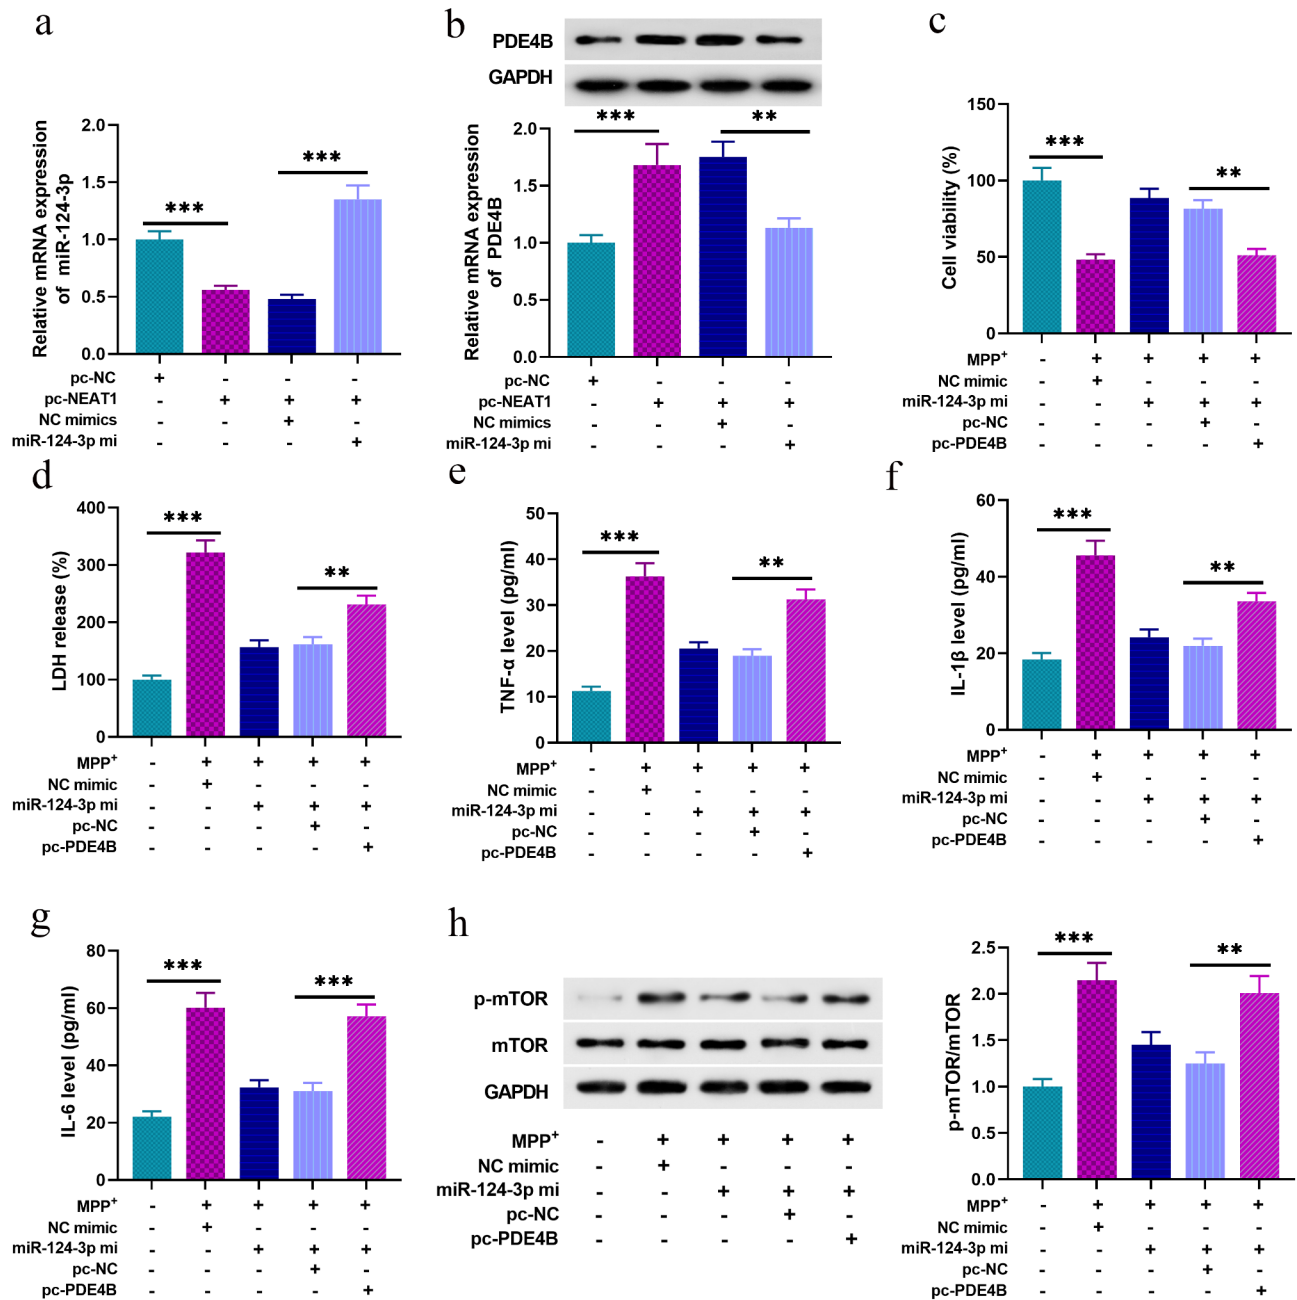 a
Relative mRNA expression
of miR-124-3p
2.0
1.5
1.0
0.5
0.0
***
***
pc-NC + - - -
pc-NEAT1 - + + +
NC mimics - - + -
miR-124-3p mi - - - +
b
PDE4B
GAPDH
Relative mRNA expression
of PDE4B
2.0
1.5
1.0
0.5
0.0
***
**
pc-NC + - - -
pc-NEAT1 - + + +
NC mimics - - + -
miR-124-3p mi - - - +
c
Cell viability (%)
150
100
50
0
***
**
MPP+ - + + + +
NC mimic - + - - -
miR-124-3p mi - - + + +
pc-NC - - - + -
pc-PDE4B - - - - +
d
LDH release (%)
400
300
200
100
0
***
**
MPP+ - + + + +
NC mimic - + - - -
miR-124-3p mi - - + + +
pc-NC - - - + -
pc-PDE4B - - - - +
e
TNF-α level (pg/ml)
50
40
30
20
10
0
***
**
MPP+ - + + + +
NC mimic - + - - -
miR-124-3p mi - - + + +
pc-NC - - - + -
pc-PDE4B - - - - +
f
IL-1β level (pg/ml)
60
40
20
0
***
**
MPP+ - + + + +
NC mimic - + - - -
miR-124-3p mi - - + + +
pc-NC - - - + -
pc-PDE4B - - - - +
g
IL-6 level (pg/ml)
80
60
40
20
0
***
***
MPP+ - + + + +
NC mimic - + - - -
miR-124-3p mi - - + + +
pc-NC - - - + -
pc-PDE4B - - - - +
h
p-mTOR
mTOR
GAPDH
MPP+ - + + + +
NC mimic - + - - -
miR-124-3p mi - - + + +
pc-NC - - - + -
pc-PDE4B - - - - +
p-mTOR/mTOR
2.5
2.0
1.5
1.0
0.5
0.0
***
**
MPP+ - + + + +
NC mimic - + - - -
miR-124-3p mi - - + + +
pc-NC - - - + -
pc-PDE4B - - - - +